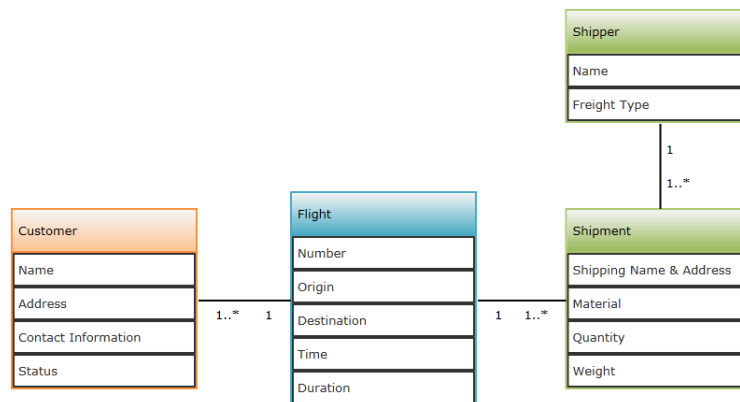 Shipper
Name
Freight Type
1
1..*
Customer
Name
Address
Contact Information
Status
1..*
1
Flight
Number
Origin
Destination
Time
Duration
1
1..*
Shipment
Shipping Name & Address
Material
Quantity
Weight